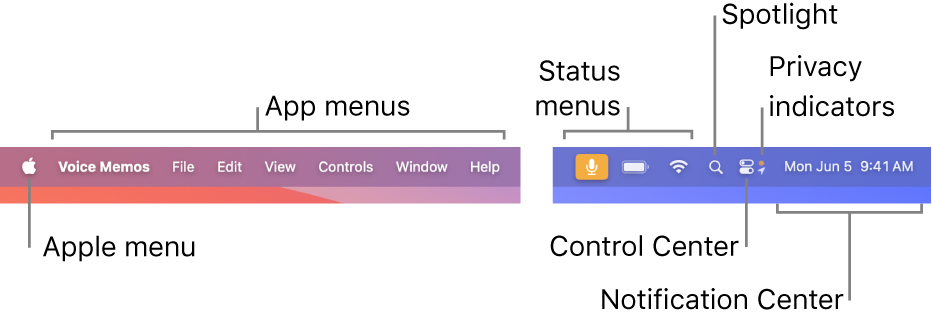 Spotlight
Status
menus
Privacy
indicators
App menus
Voice Memos File Edit View Controls Window Help
Mon Jun 5 9:41 AM
Apple menu
Control Center
Notification Center